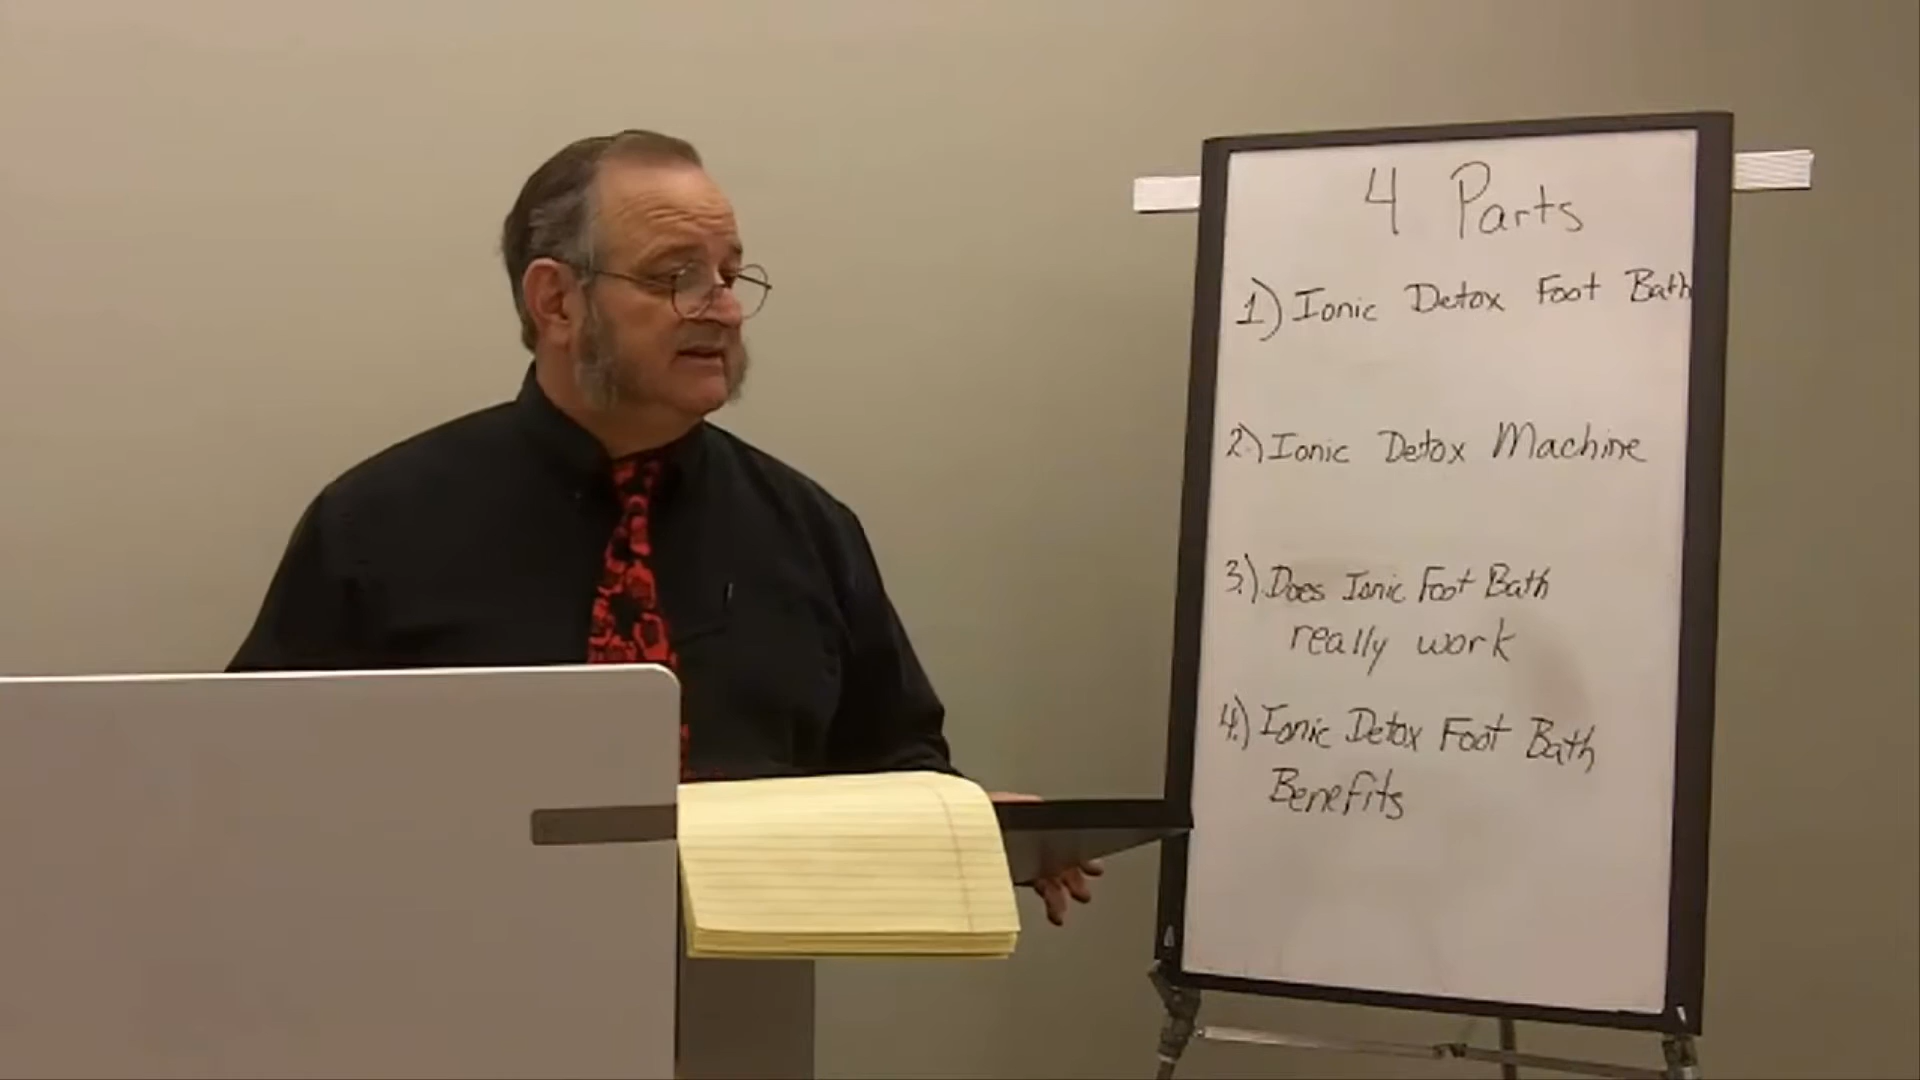 4 Parts
1) Ionic Detox Foot Bath
2.) Ionic Detox Machine
3.) Does Ionic Foot Bath
really work
4.) Ionic Detox Foot Bath
Benefits